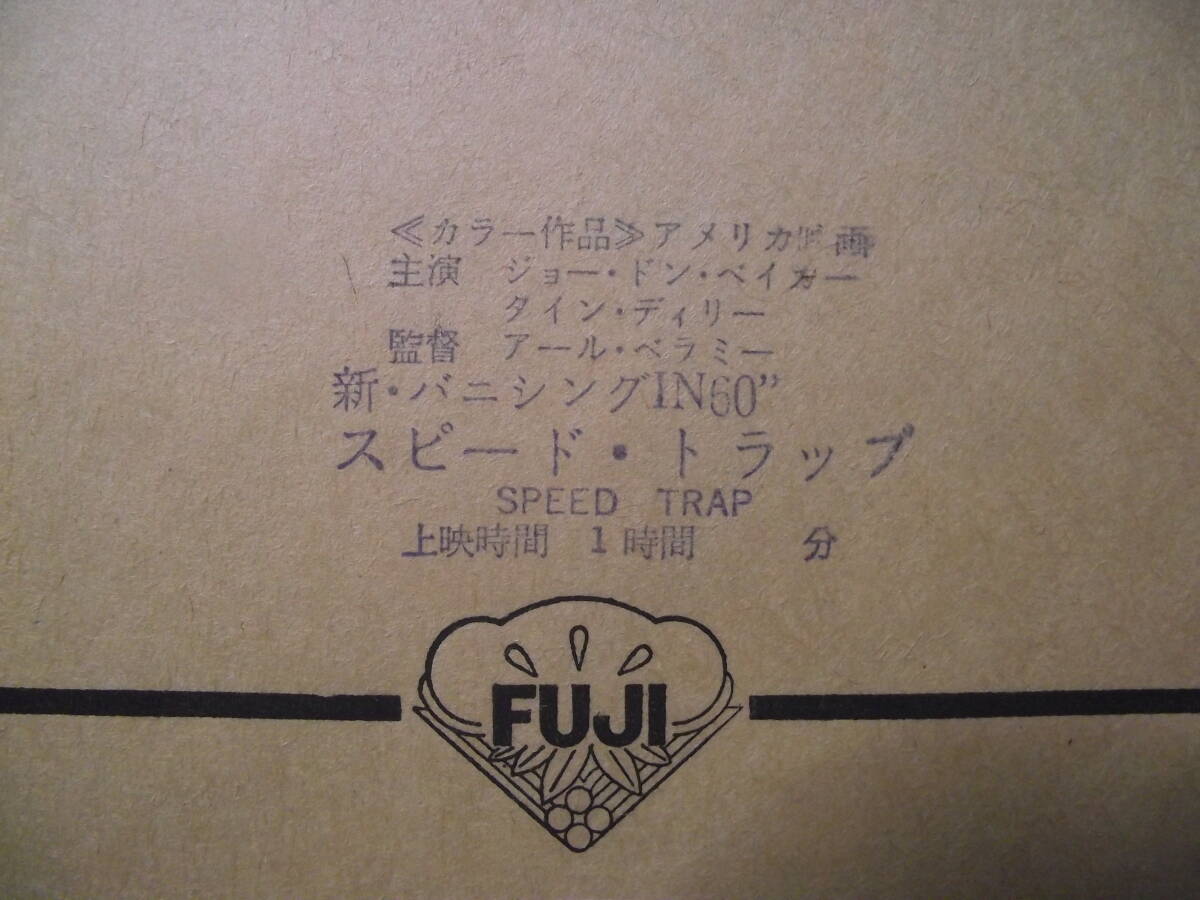 ≪カラー作品≫アメリカ映画
主演 ジョー・ドン・ベイカー
タイン・ディリー
監督 アール・ベラミー
新・バニシングIN60”
スピード・トラップ
SPEED TRAP
上映時間 1時間 分
FUJI